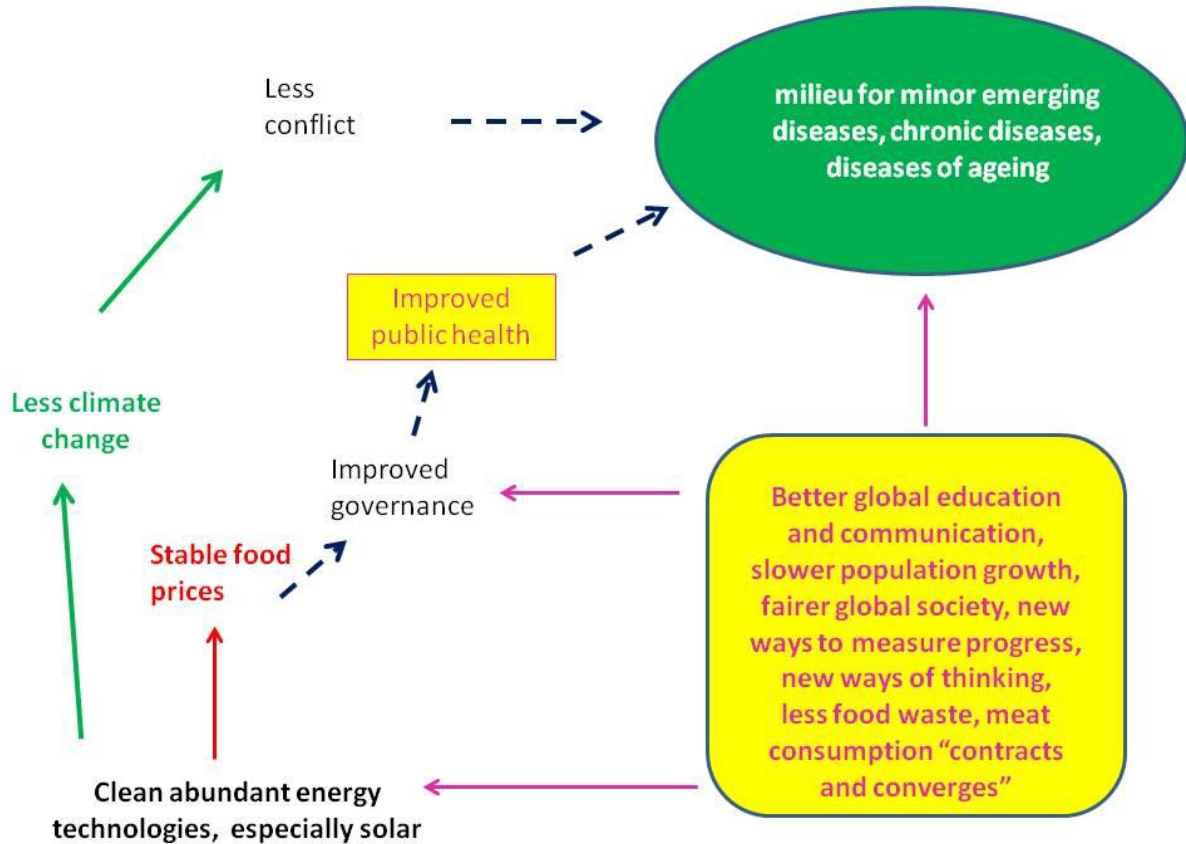 Less
conflict
milieu for minor emerging
diseases, chronic diseases,
diseases of ageing
Improved
public health
Less climate
change
Improved
governance
Stable food
prices
Better global education
and communication,
slower population growth,
fairer global society, new
ways to measure progress,
new ways of thinking,
less food waste, meat
consumption “contracts
and converges”
Clean abundant energy
technologies, especially solar